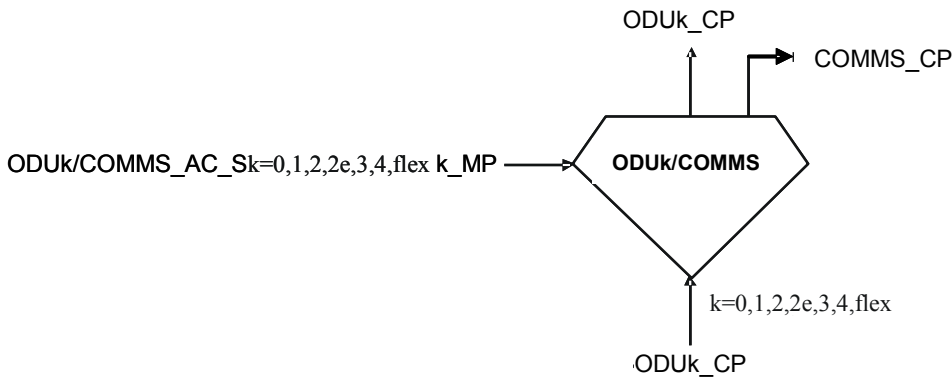 ODUk_CP
COMMS_CP
ODUk/COMMS_AC_Sk=0,1,2,2e,3,4,flex k_MP
ODUk/COMMS
k=0,1,2,2e,3,4,flex
ODUk_CP